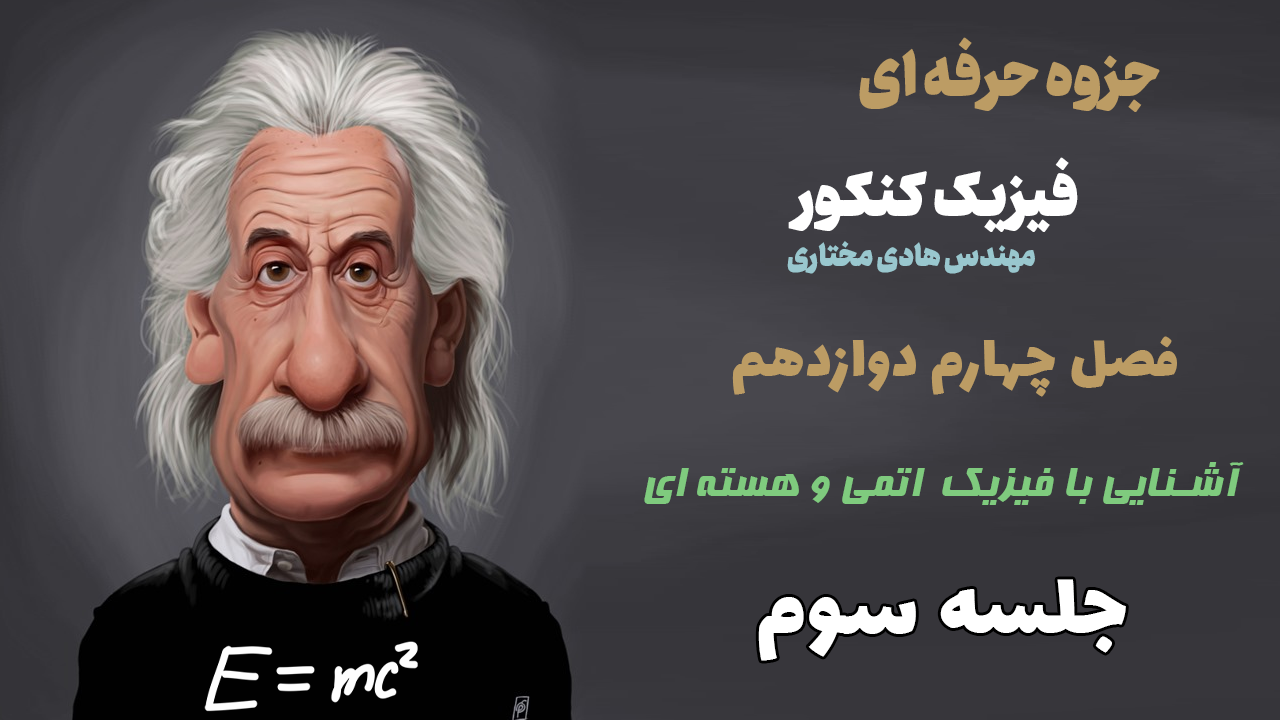 جزوه حرفه ای
فیزیک کنکور
مهندس هادی مختاری
فصل چهارم دوازدهم
آشنایی با فیزیک اتمی و هسته ای
جلسه سوم
E = mc²